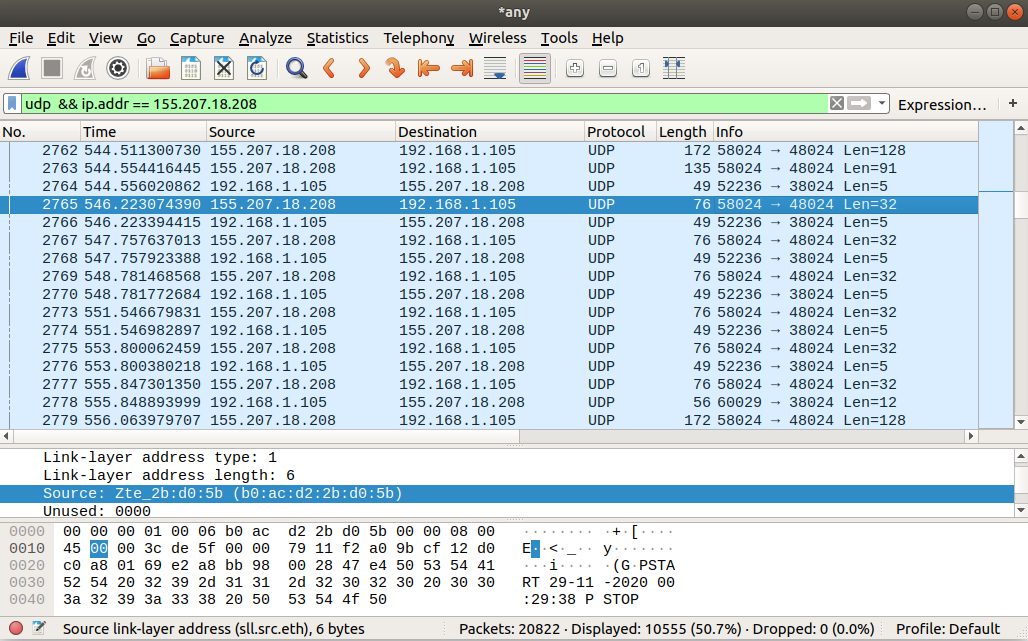 *any
File Edit View Go Capture Analyze Statistics Telephony Wireless Tools Help
udp && ip.addr == 155.207.18.208 Expression… +
No. Time Source Destination Protocol Length Info
2762 544.511300730 155.207.18.208 192.168.1.105 UDP 172 58024 → 48024 Len=128
2763 544.554416445 155.207.18.208 192.168.1.105 UDP 135 58024 → 48024 Len=91
2764 544.556020862 192.168.1.105 155.207.18.208 UDP 49 52236 → 38024 Len=5
2765 546.223074390 155.207.18.208 192.168.1.105 UDP 76 58024 → 48024 Len=32
2766 546.223394415 192.168.1.105 155.207.18.208 UDP 49 52236 → 38024 Len=5
2767 547.757637013 155.207.18.208 192.168.1.105 UDP 76 58024 → 48024 Len=32
2768 547.757923388 192.168.1.105 155.207.18.208 UDP 49 52236 → 38024 Len=5
2769 548.781468568 155.207.18.208 192.168.1.105 UDP 76 58024 → 48024 Len=32
2770 548.781772684 192.168.1.105 155.207.18.208 UDP 49 52236 → 38024 Len=5
2773 551.546679831 155.207.18.208 192.168.1.105 UDP 76 58024 → 48024 Len=32
2774 551.546982897 192.168.1.105 155.207.18.208 UDP 49 52236 → 38024 Len=5
2775 553.800062459 155.207.18.208 192.168.1.105 UDP 76 58024 → 48024 Len=32
2776 553.800380218 192.168.1.105 155.207.18.208 UDP 49 52236 → 38024 Len=5
2777 555.847301350 155.207.18.208 192.168.1.105 UDP 76 58024 → 48024 Len=32
2778 555.848893999 192.168.1.105 155.207.18.208 UDP 56 60029 → 38024 Len=12
2779 556.063979707 155.207.18.208 192.168.1.105 UDP 172 58024 → 48024 Len=128
Link-layer address type: 1
Link-layer address length: 6
Source: Zte_2b:d0:5b (b0:ac:d2:2b:d0:5b)
Unused: 0000
0000 00 00 00 01 00 06 b0 ac d2 2b d0 5b 00 00 08 00 ········ ·+·[····
0010 45 00 00 3c de 5f 00 00 79 11 f2 a0 9b cf 12 d0 E··<·_·· y·······
0020 c0 a8 01 69 e2 a8 bb 98 00 28 47 e4 50 53 54 41 ···i···· ·(G·PSTA
0030 52 54 20 32 39 2d 31 31 2d 32 30 32 30 20 30 30 RT 29-11 -2020 00
0040 3a 32 39 3a 33 38 20 50 53 54 4f 50 :29:38 P STOP
Source link-layer address (sll.src.eth), 6 bytes Packets: 20822 · Displayed: 10555 (50.7%) · Dropped: 0 (0.0%) Profile: Default